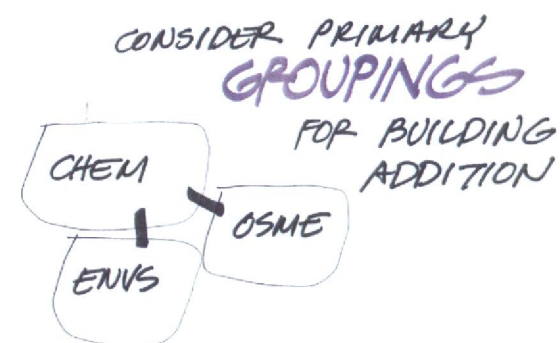 CONSIDER PRIMARY
GROUPINGS
FOR BUILDING
ADDITION
CHEM
OSME
ENVS